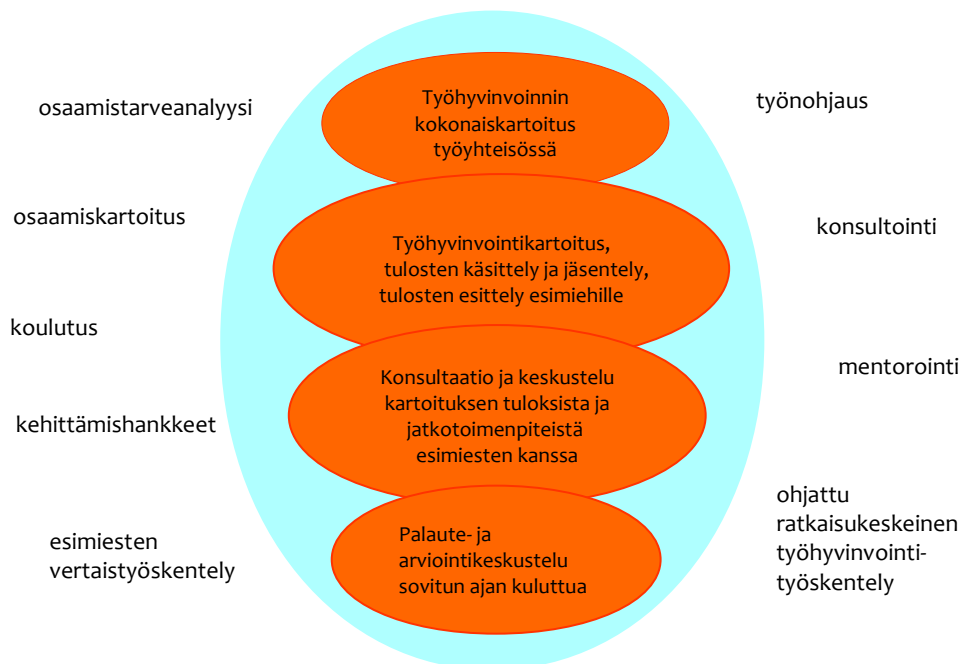 osaamistarveanalyysi
osaamiskartoitus
koulutus
kehittämishankkeet
esimiesten
vertaistyöskentely
Työhyvinvoinnin
kokonaiskartoitus
työyhteisössä
Työhyvinvointikartoitus,
tulosten käsittely ja jäsentely,
tulosten esittely esimiehille
Konsultaatio ja keskustelu
kartoituksen tuloksista ja
jatkotoimenpiteistä
esimiesten kanssa
Palaute- ja
arviointikeskustelu
sovitun ajan kuluttua
työnohjaus
konsultointi
mentorointi
ohjattu
ratkaisukeskeinen
työhyvinvointi-
työskentely